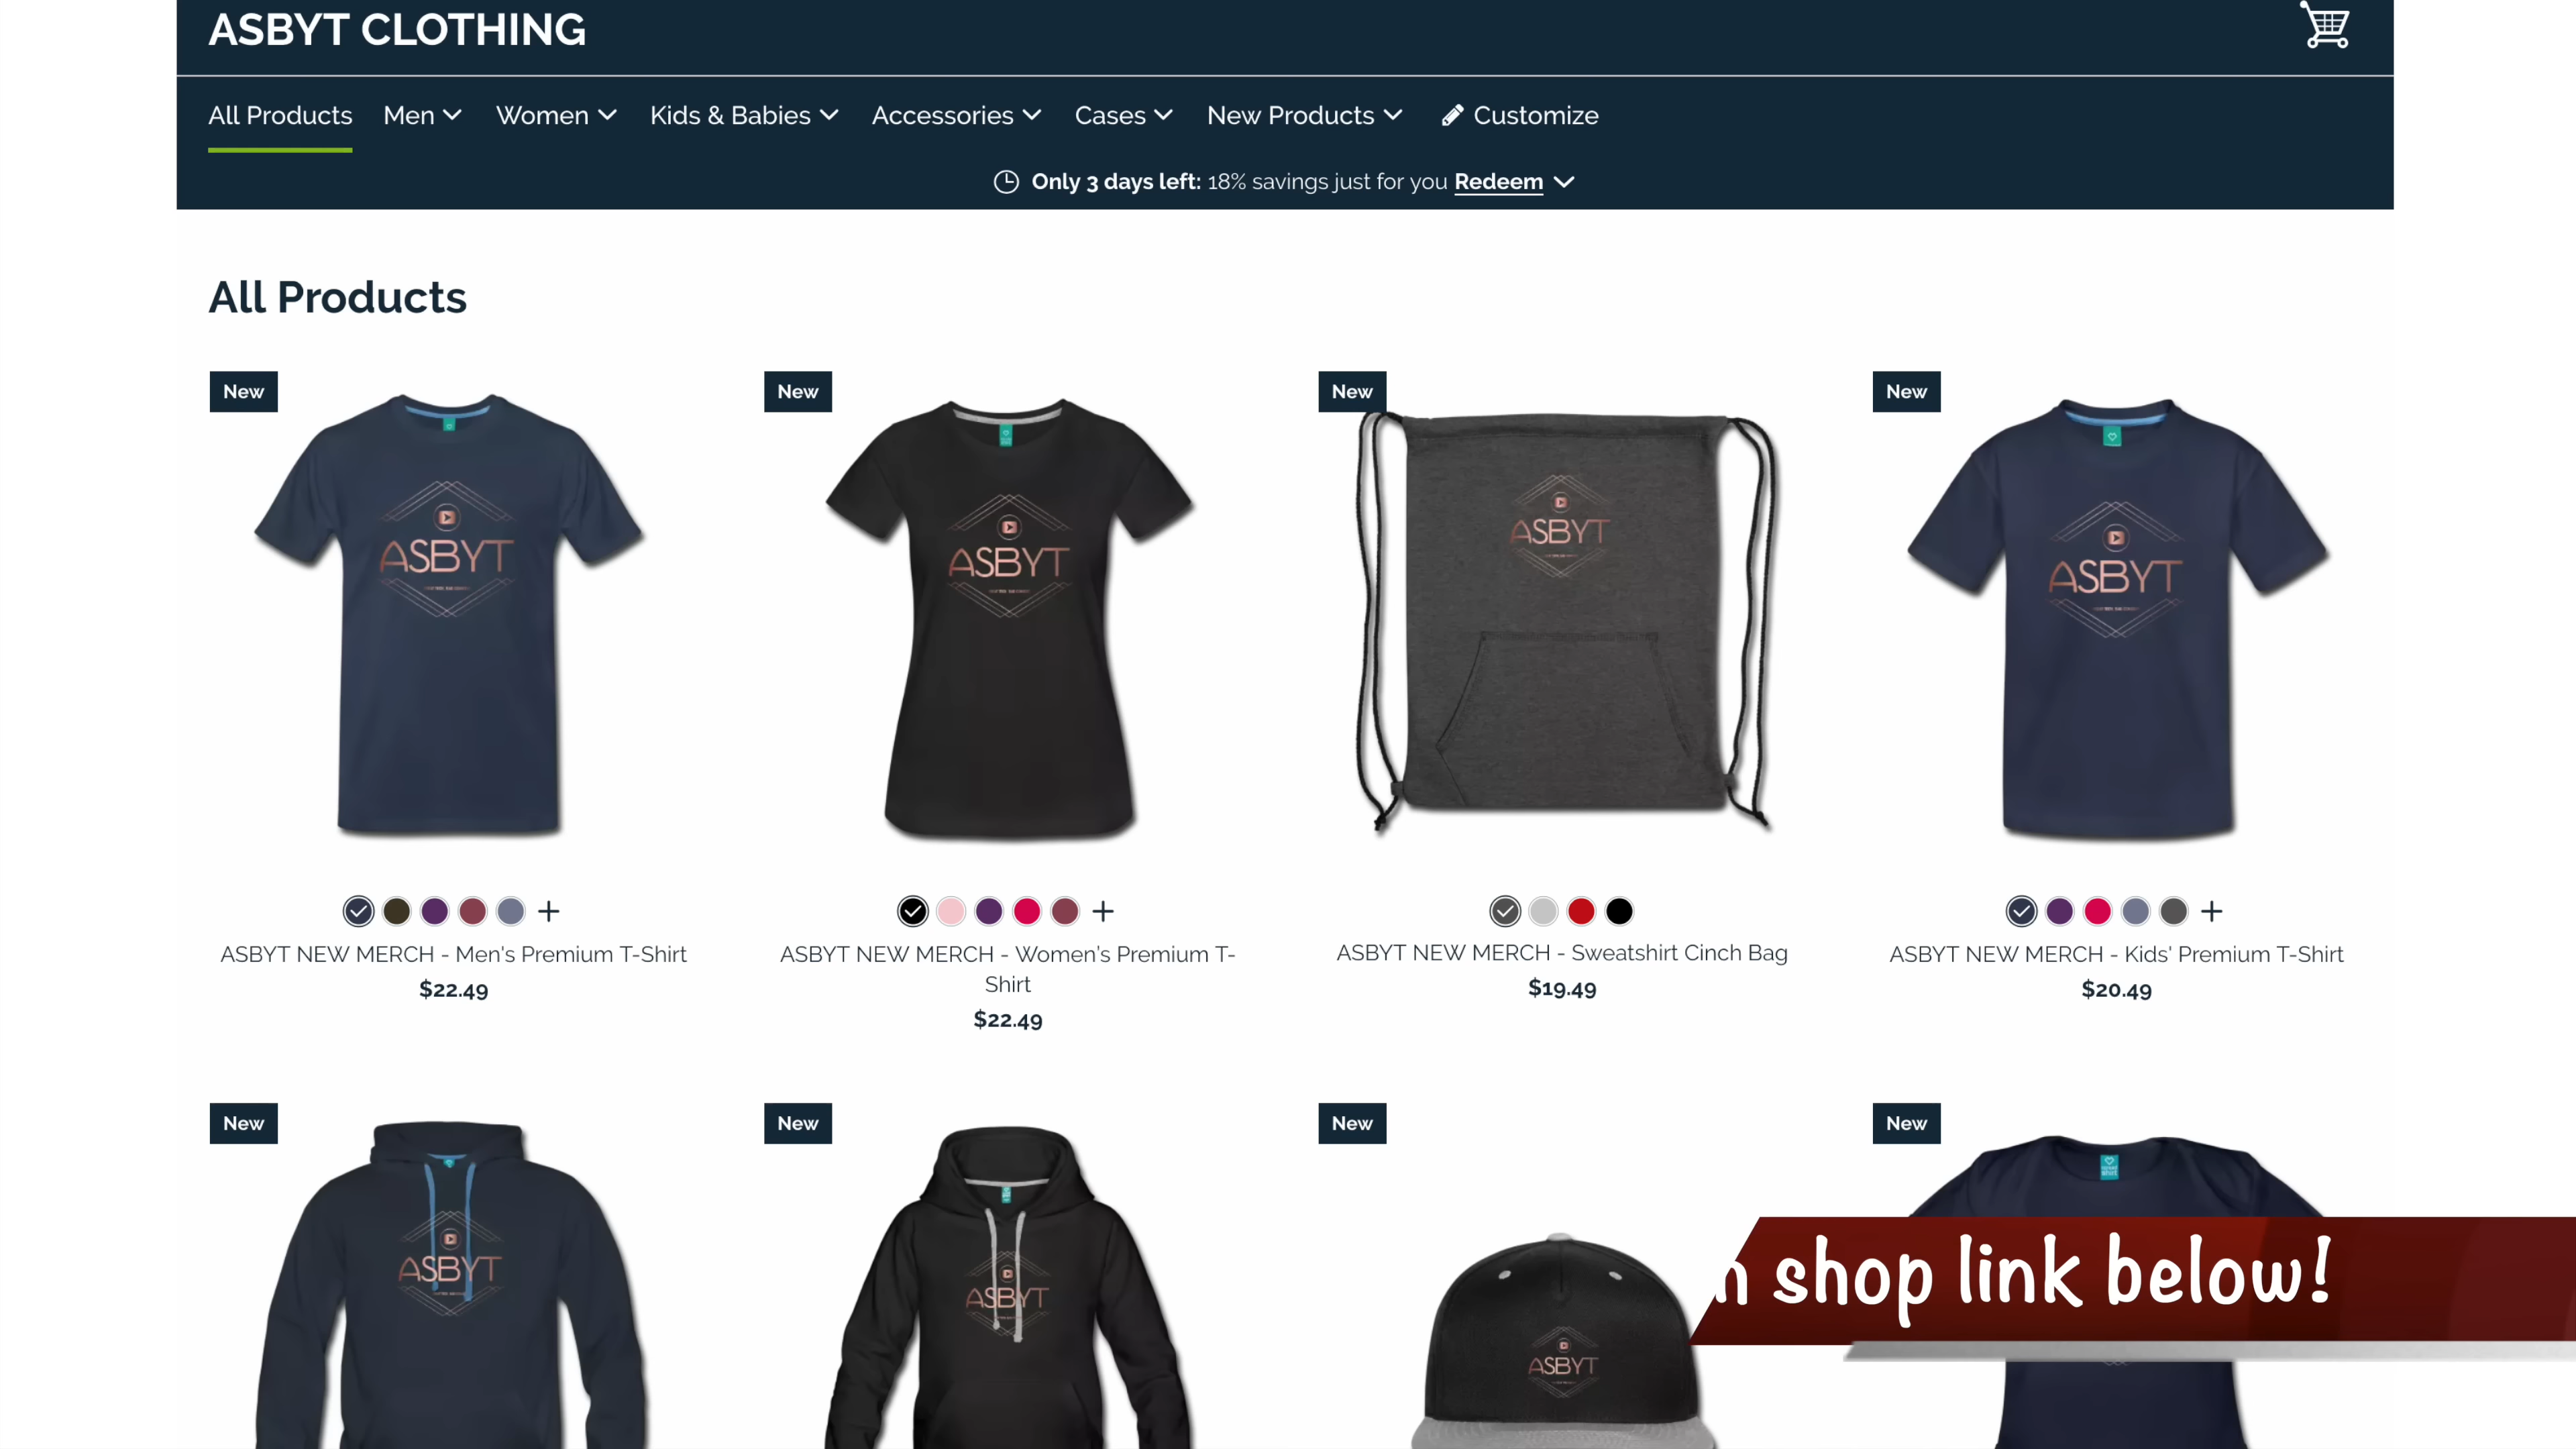 ASBYT CLOTHING
All Products
Men
Women
Kids & Babies
Accessories
Cases
New Products
Customize
Only 3 days left: 18% savings just for you Redeem
All Products
New
New
New
New
ASBYT
ASBYT
ASBYT
ASBYT
ASBYT NEW MERCH - Men's Premium T-Shirt
$22.49
ASBYT NEW MERCH - Women's Premium T-
Shirt
$22.49
ASBYT NEW MERCH - Sweatshirt Cinch Bag
$19.49
ASBYT NEW MERCH - Kids' Premium T-Shirt
$20.49
New
New
New
New
ASBYT
ASBYT
ASBYT
shop link below!